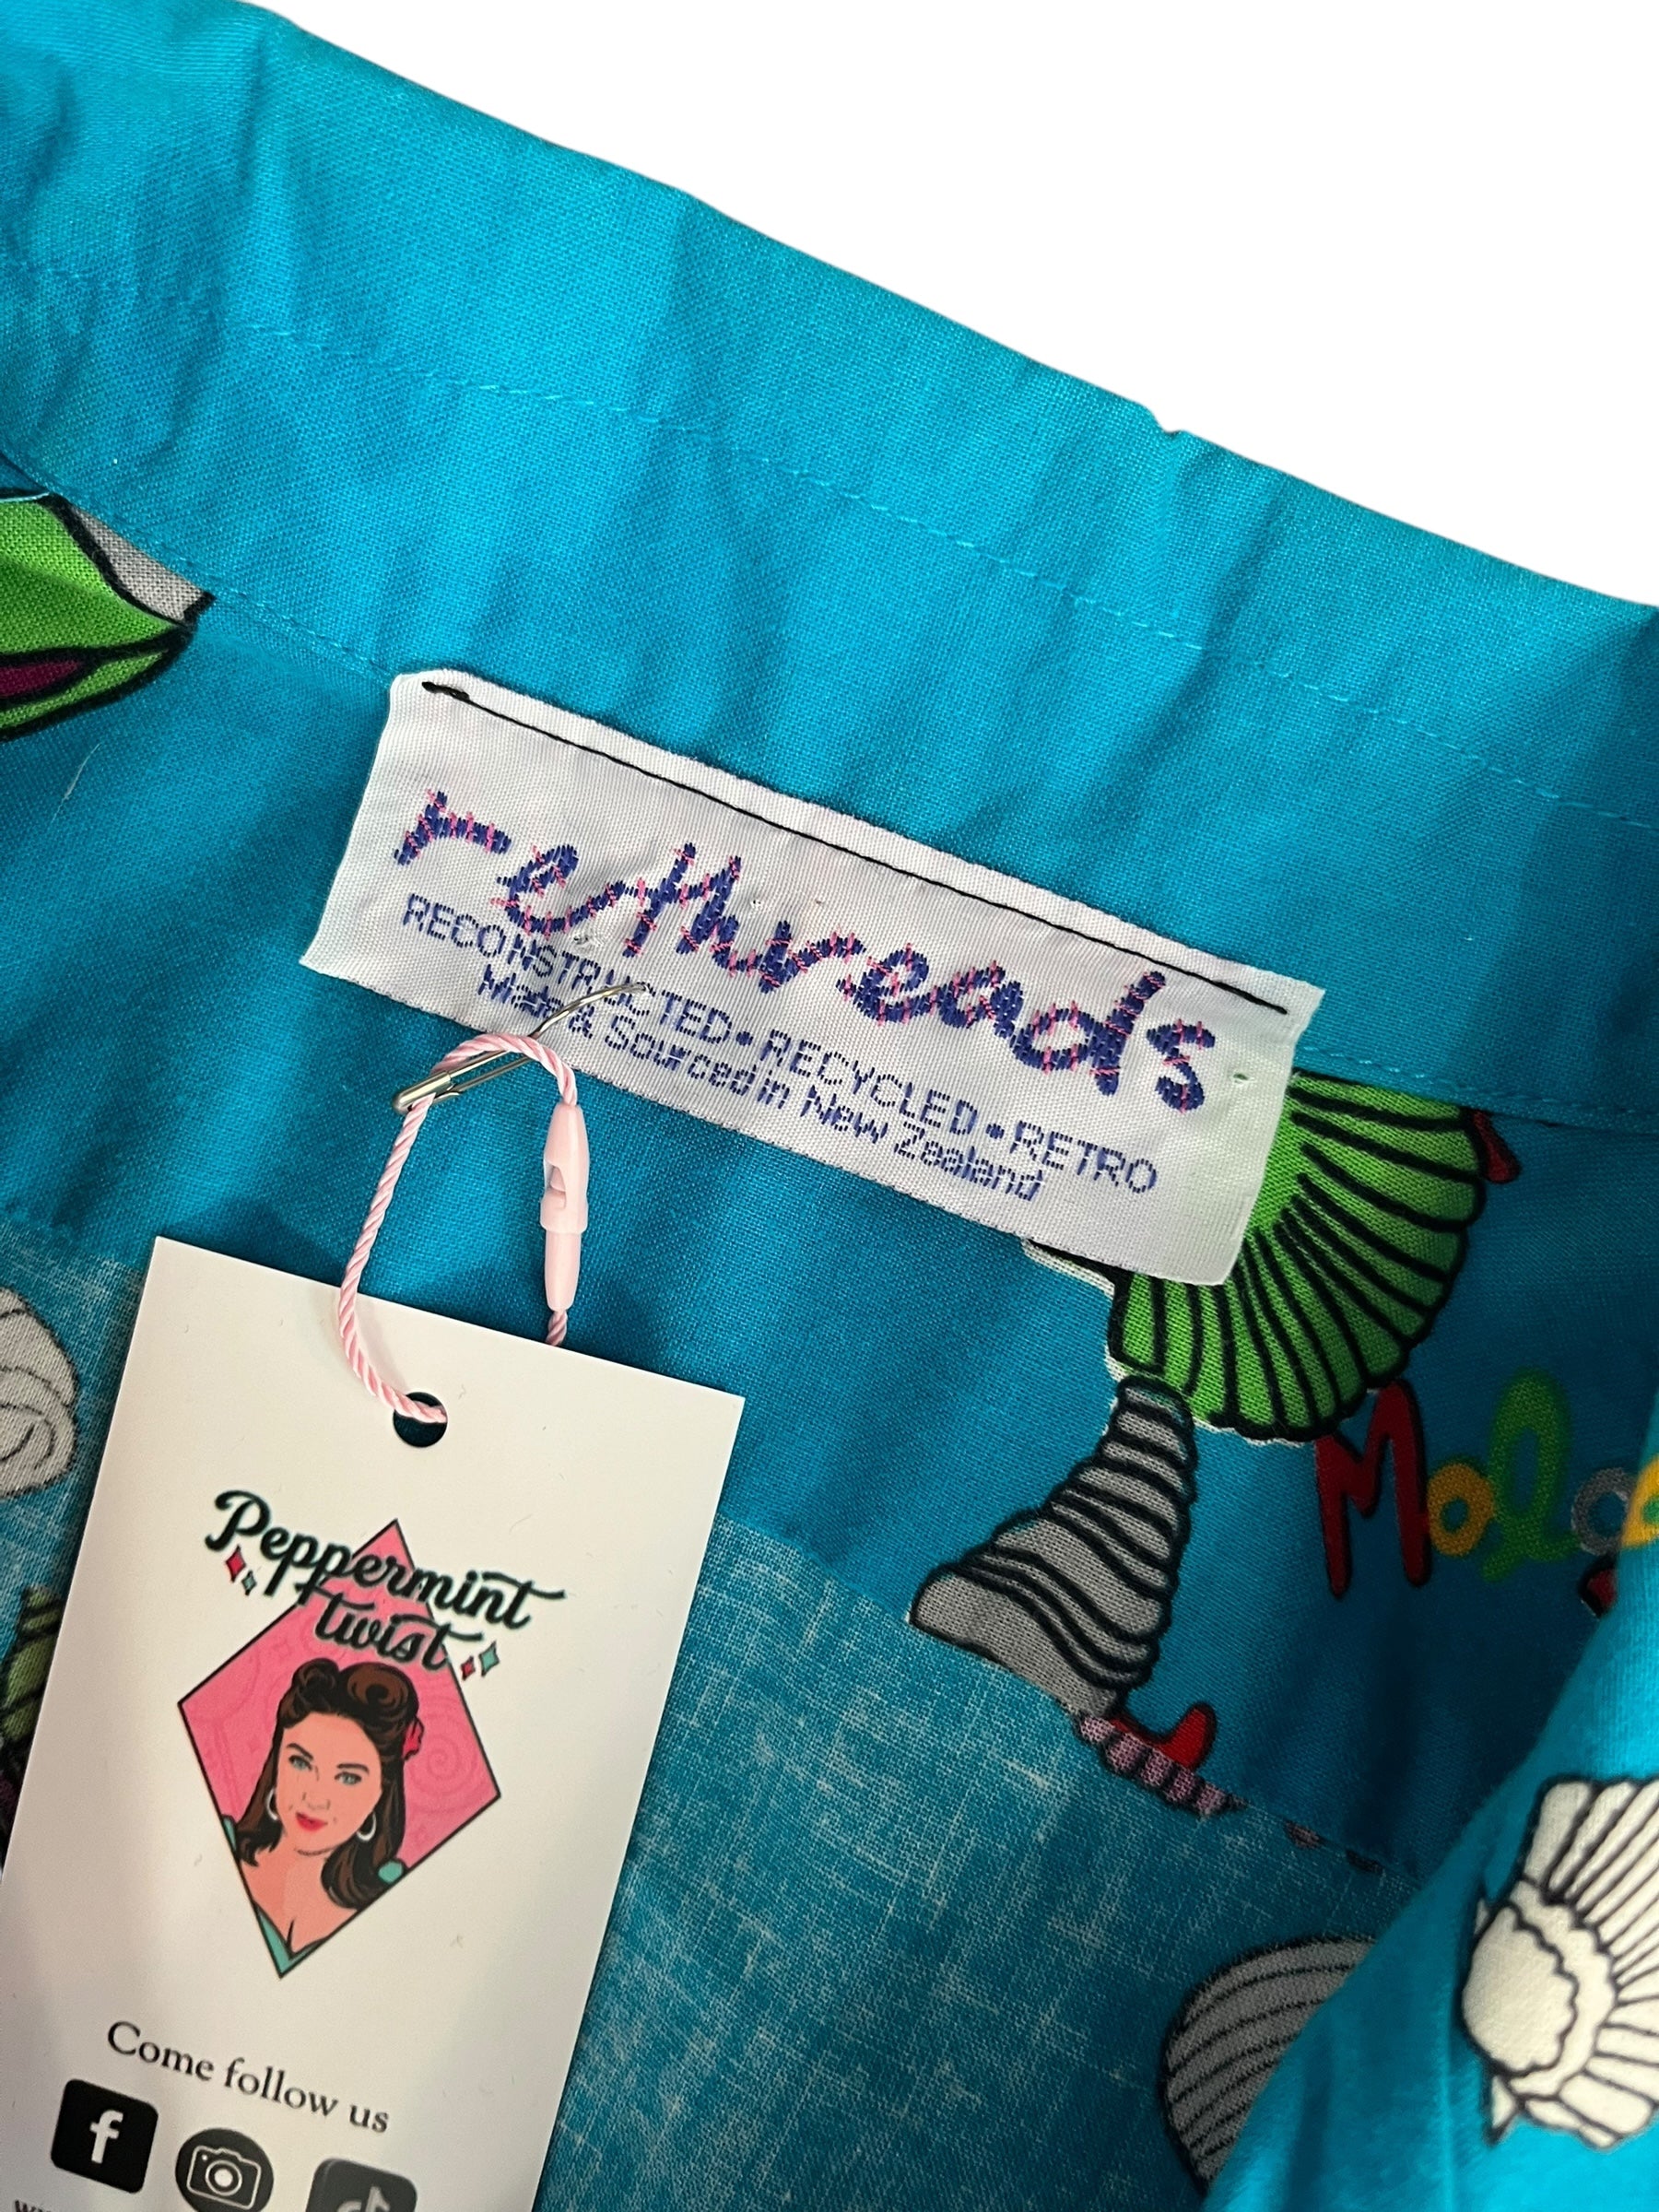 rethreads
RECONSTRUCTED • RECYCLED • RETRO
Made & Sourced in New Zealand
Peppermint
twist
Come follow us
f